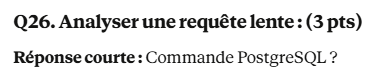 Q26. Analyser une requête lente : (3 pts)
Réponse courte : Commande PostgreSQL ?